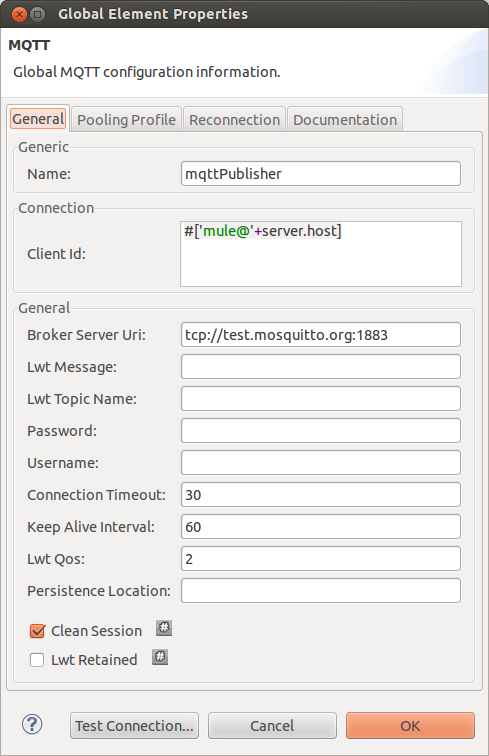 Global Element Properties
MQTT
Global MQTT configuration information.
General Pooling Profile Reconnection Documentation
Generic
Name: mqttPublisher
Connection
Client Id: #['mule@'+server.host]
General
Broker Server Uri: tcp://test.mosquitto.org:1883
Lwt Message:
Lwt Topic Name:
Password:
Username:
Connection Timeout: 30
Keep Alive Interval: 60
Lwt Qos: 2
Persistence Location:
Clean Session #
Lwt Retained #
? Test Connection... Cancel OK